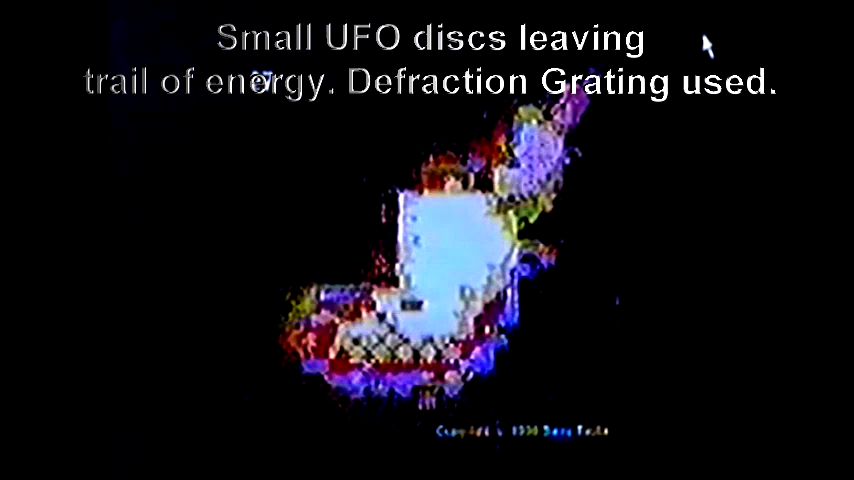 Small UFO discs leaving
trail of energy. Defraction Grating used.